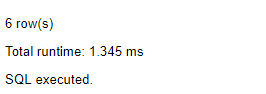 6 row(s)
Total runtime: 1.345 ms
SQL executed.